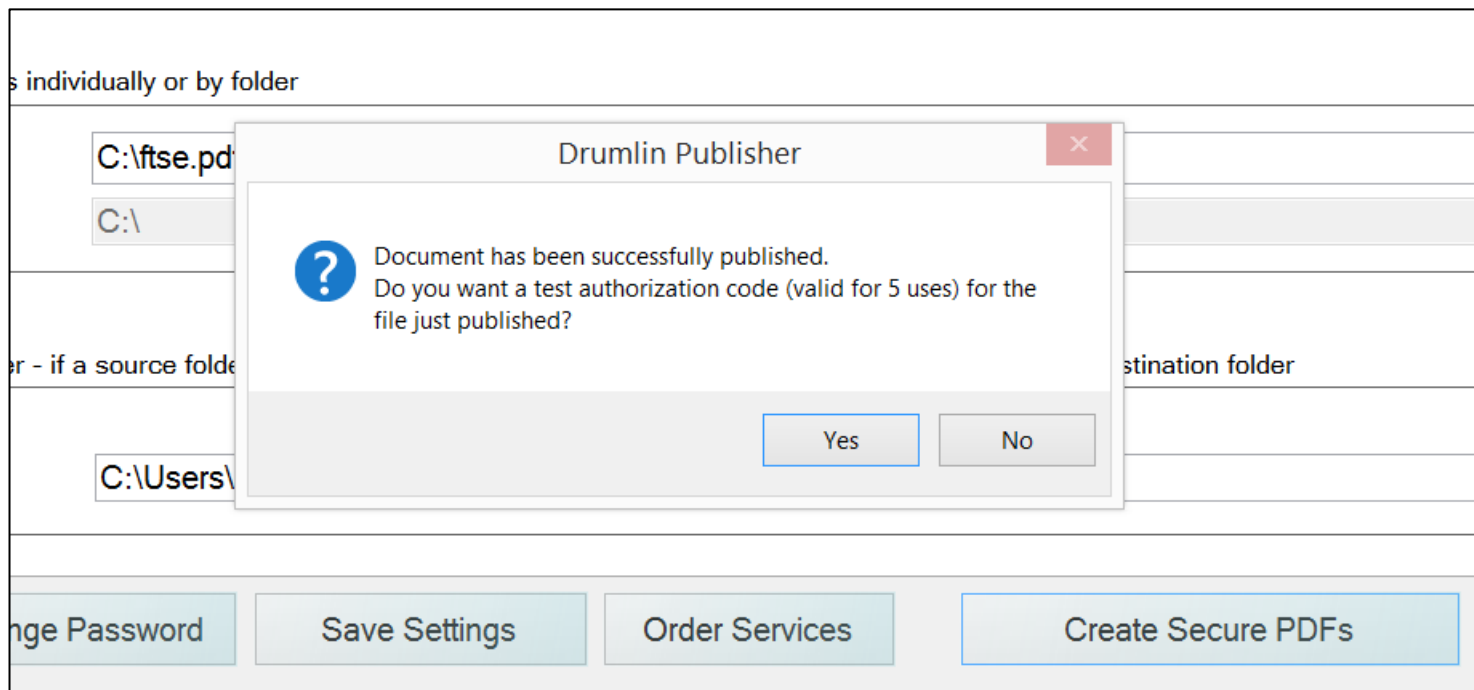 s individually or by folder
Drumlin Publisher
C:\ftse.pd
C:\
?
Document has been successfully published.
Do you want a test authorization code (valid for 5 uses) for the
file just published?
er - if a source folde
stination folder
Yes
No
C:\Users\
nge Password
Save Settings
Order Services
Create Secure PDFs